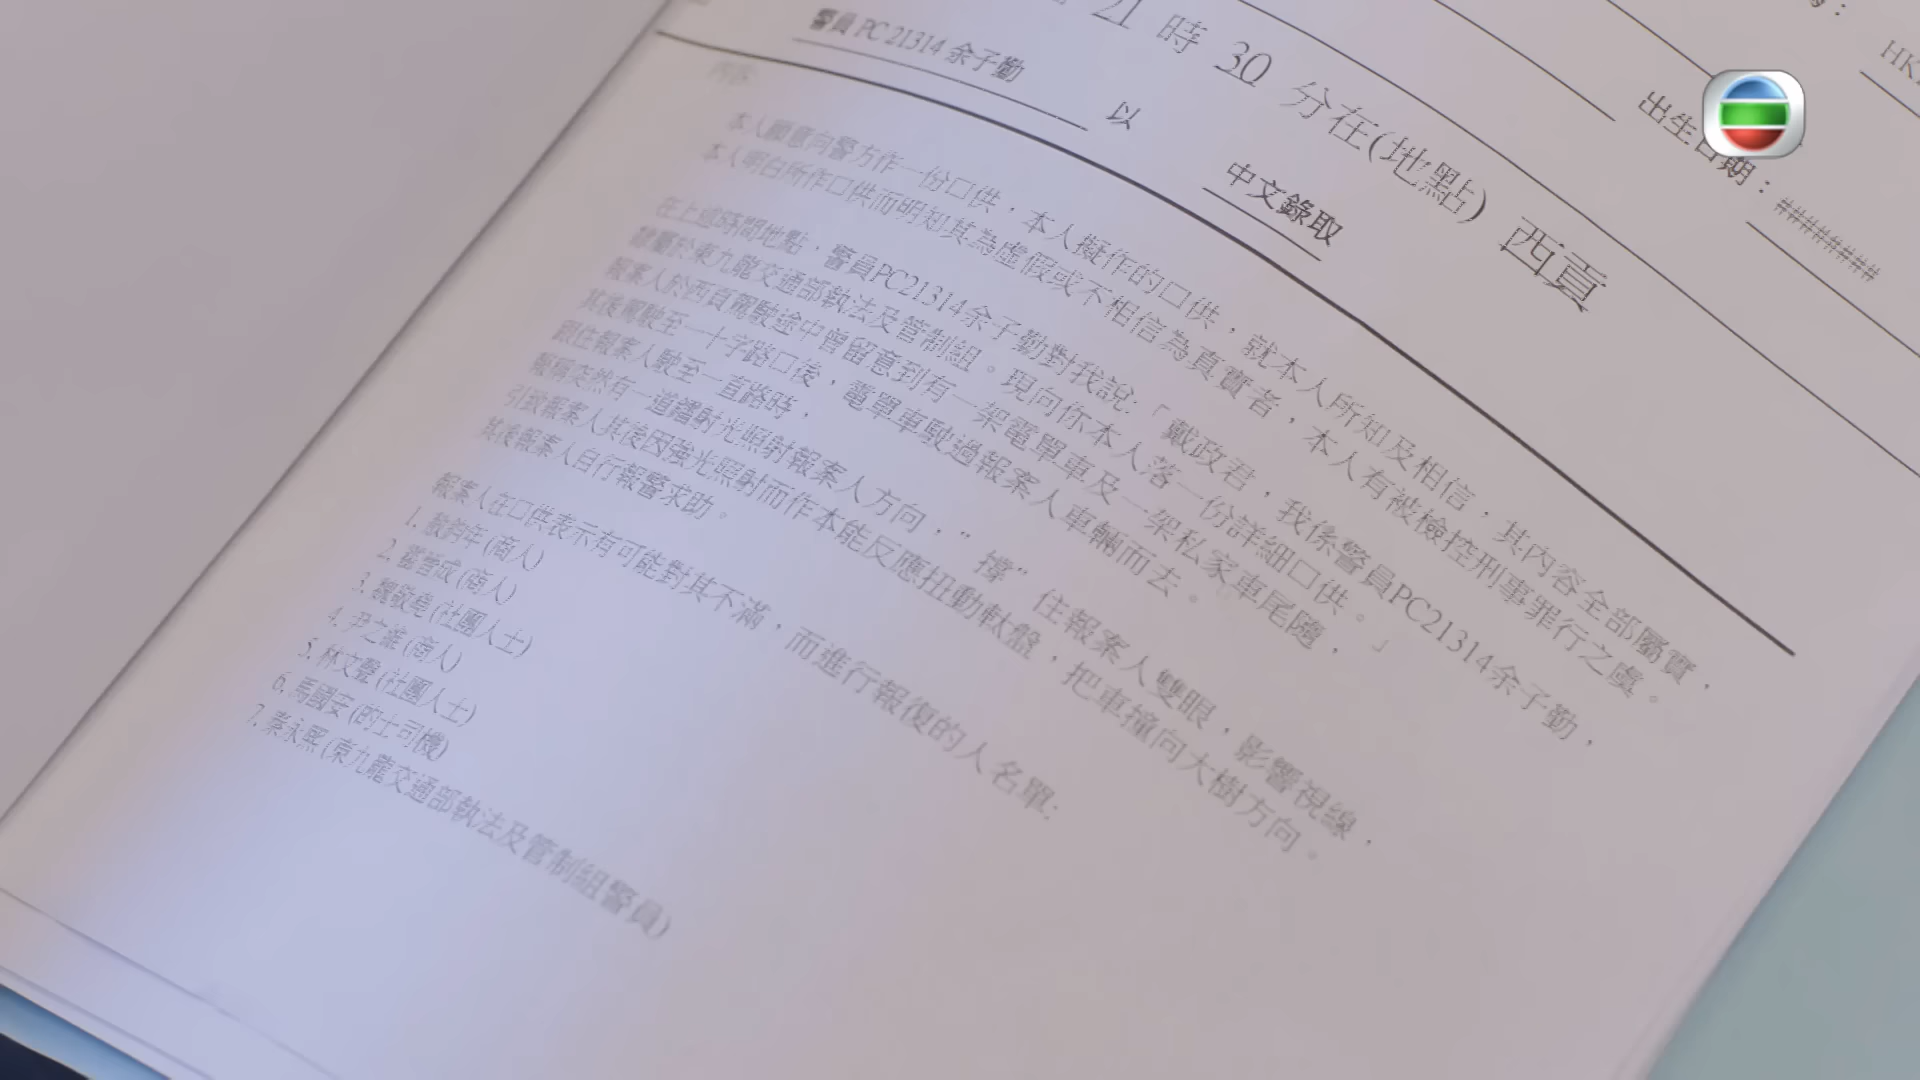 21 時 30 分在(地點) 西貢
HK
出生日期：########
警員 PC 21314 余子勤 以 中文錄取
內容:
本人願意向警方作一份口供，本人擬作的口供，就本人所知及相信，其內容全部屬實，
本人明白所作口供而明知其為虛假或不相信為真實者，本人有被檢控刑事罪行之虞。
在上述時間地點，警員PC21314余子勤對我說:「戴政君，我係警員PC21314余子勤，
隸屬於東九龍交通部執法及管制組。現向你本人落一份詳細口供。」
報案人於西貢駕駛途中曾留意到有一架電單車及一架私家車尾隨，
其後駕駛至一十字路口後，電單車駛過報案人車輛而去。
跟住報案人駛至一直路時，
報稱突然有一道鐳射光照射報案人方向，"撐"住報案人雙眼，影響視線，
引致報案人其後因強光照射而作本能反應扭動軚盤，把車撞向大樹方向。
其後報案人自行報警求助。
報案人在口供表示有可能對其不滿，而進行報復的人名單:
1. 年(商人)
2. 成(商人)
3. 魏敬 (社團人士)
4. 尹之 (商人)
5. 林文聲(社團人士)
6. 馬國安(的士司機)
7. 葉永熙(東九龍交通部執法及管制組警員)